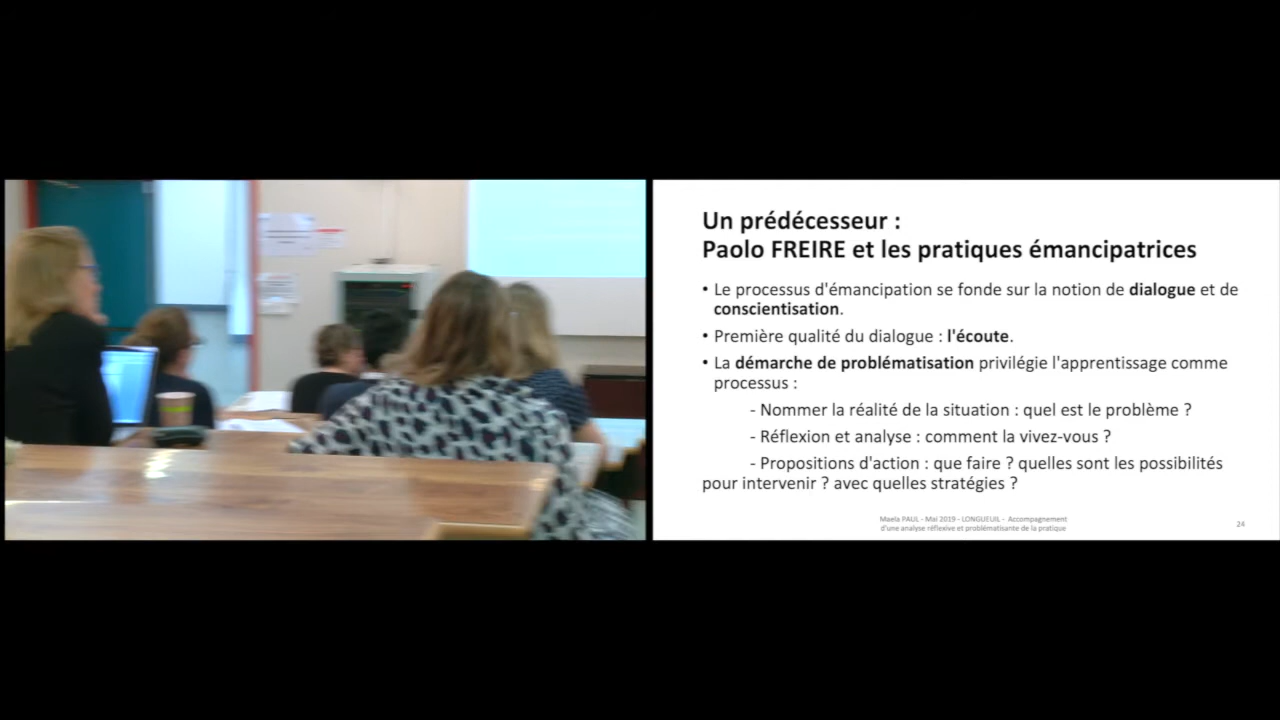 Un prédécesseur :
Paolo FREIRE et les pratiques émancipatrices
• Le processus d'émancipation se fonde sur la notion de dialogue et de
conscientisation.
• Première qualité du dialogue : l'écoute.
• La démarche de problématisation privilégie l'apprentissage comme
processus :
- Nommer la réalité de la situation : quel est le problème ?
- Réflexion et analyse : comment la vivez-vous ?
- Propositions d'action : que faire ? quelles sont les possibilités
pour intervenir ? avec quelles stratégies ?
Maela PAUL - Mai 2019 - LONGUEUIL - Accompagnement
d'une analyse réflexive et problématisante de la pratique
24